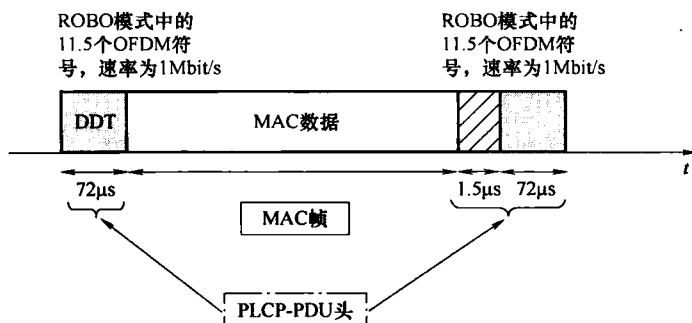 ROBO模式中的
11.5个OFDM符
号，速率为1Mbit/s
ROBO模式中的
11.5个OFDM符
号，速率为1Mbit/s
DDT
MAC数据
t
72μs
1.5μs
72μs
MAC帧
PLCP-PDU头